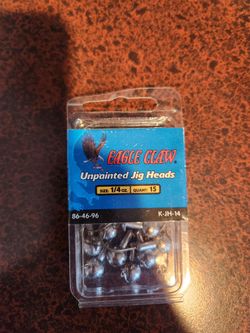 EAGLE CLAW
Unpainted Jig Heads
SIZE: 1/4 oz. QUANT: 15
86-46-96 K-JH-14